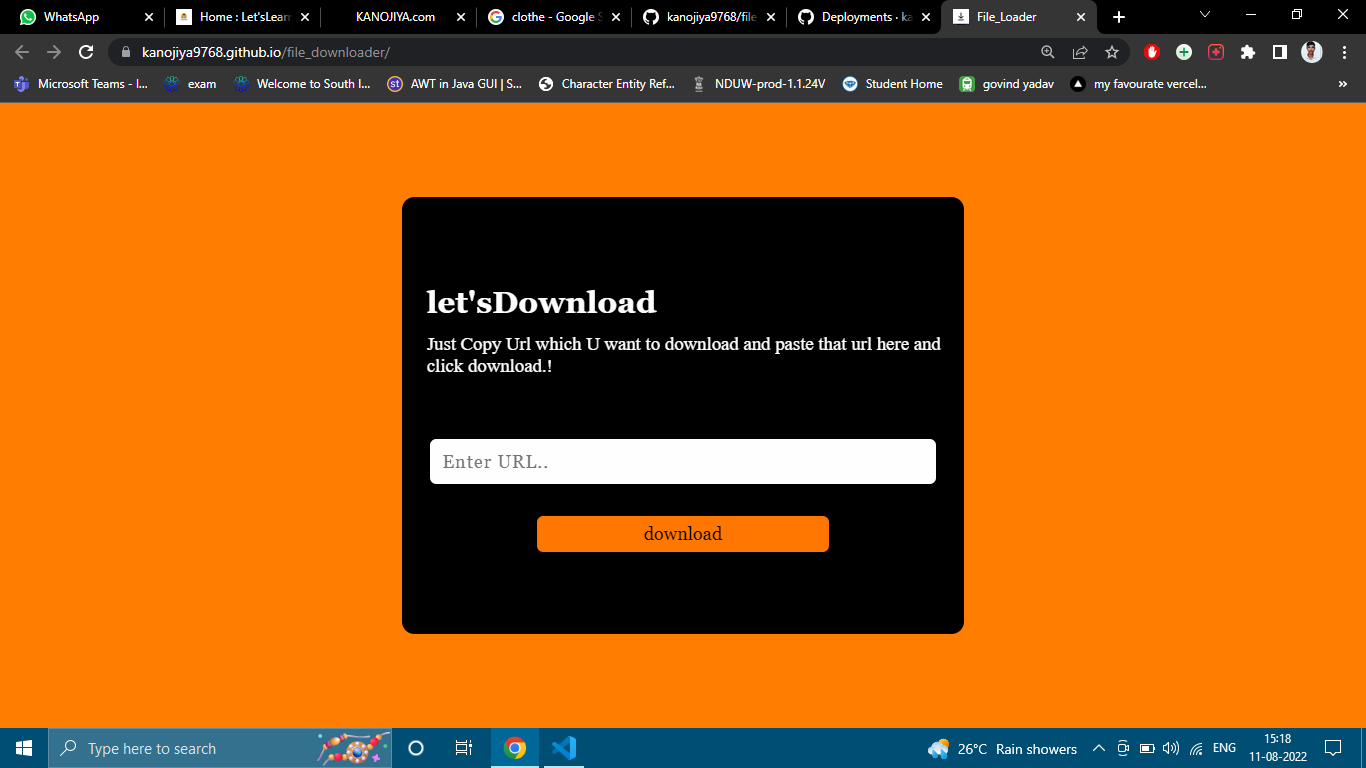 WhatsApp
Home : Let'sLearn
KANOJIYA.com
clothe - Google S
kanojiya9768/file
Deployments · ka
File_Loader
kanojiya9768.github.io/file_downloader/
Microsoft Teams - I...
exam
Welcome to South I...
AWT in Java GUI | S...
Character Entity Ref...
NDUW-prod-1.1.24V
Student Home
govind yadav
my favourate vercel...
let'sDownload
Just Copy Url which U want to download and paste that url here and
click download.!
Enter URL..
download
Type here to search
26°C Rain showers
ENG
15:18
11-08-2022